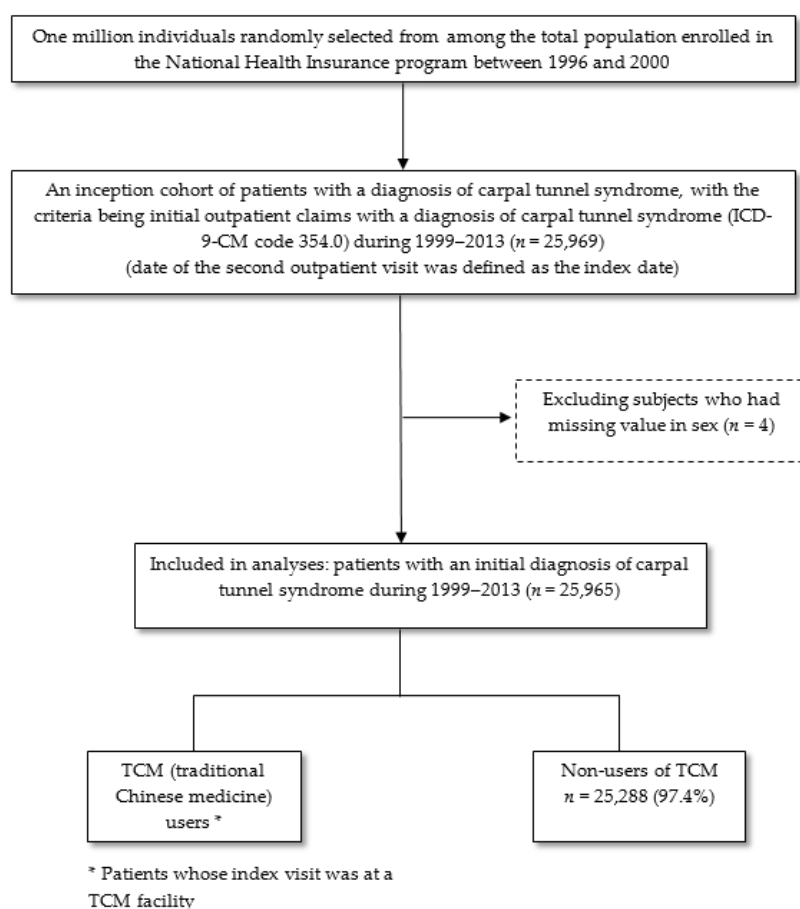 One million individuals randomly selected from among the total population enrolled in
the National Health Insurance program between 1996 and 2000
An inception cohort of patients with a diagnosis of carpal tunnel syndrome, with the
criteria being initial outpatient claims with a diagnosis of carpal tunnel syndrome (ICD-
9-CM code 354.0) during 1999–2013 (n = 25,969)
(date of the second outpatient visit was defined as the index date)
Excluding subjects who had
missing value in sex (n = 4)
Included in analyses: patients with an initial diagnosis of carpal
tunnel syndrome during 1999–2013 (n = 25,965)
TCM (traditional
Chinese medicine)
users *
Non-users of TCM
n = 25,288 (97.4%)
* Patients whose index visit was at a
TCM facility